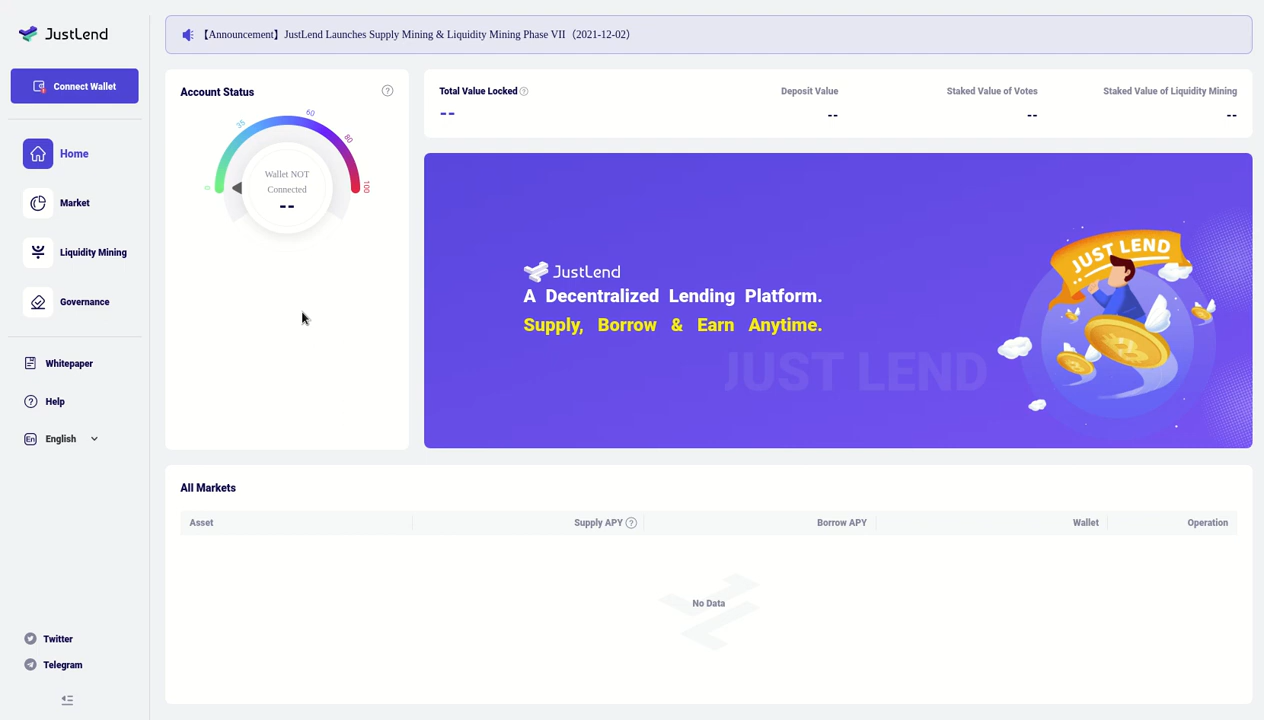 JustLend
Connect Wallet
Home
Market
Liquidity Mining
Governance
Whitepaper
Help
En English
Twitter
Telegram
【Announcement】JustLend Launches Supply Mining & Liquidity Mining Phase VII（2021-12-02）
Account Status ?
0 35 60 80 100
Wallet NOT
Connected
--
Total Value Locked ? Deposit Value Staked Value of Votes Staked Value of Liquidity Mining
-- -- -- --
JustLend
A Decentralized Lending Platform.
Supply, Borrow & Earn Anytime.
JUST LEND
JUST LEND
All Markets
Asset Supply APY ? Borrow APY Wallet Operation
No Data